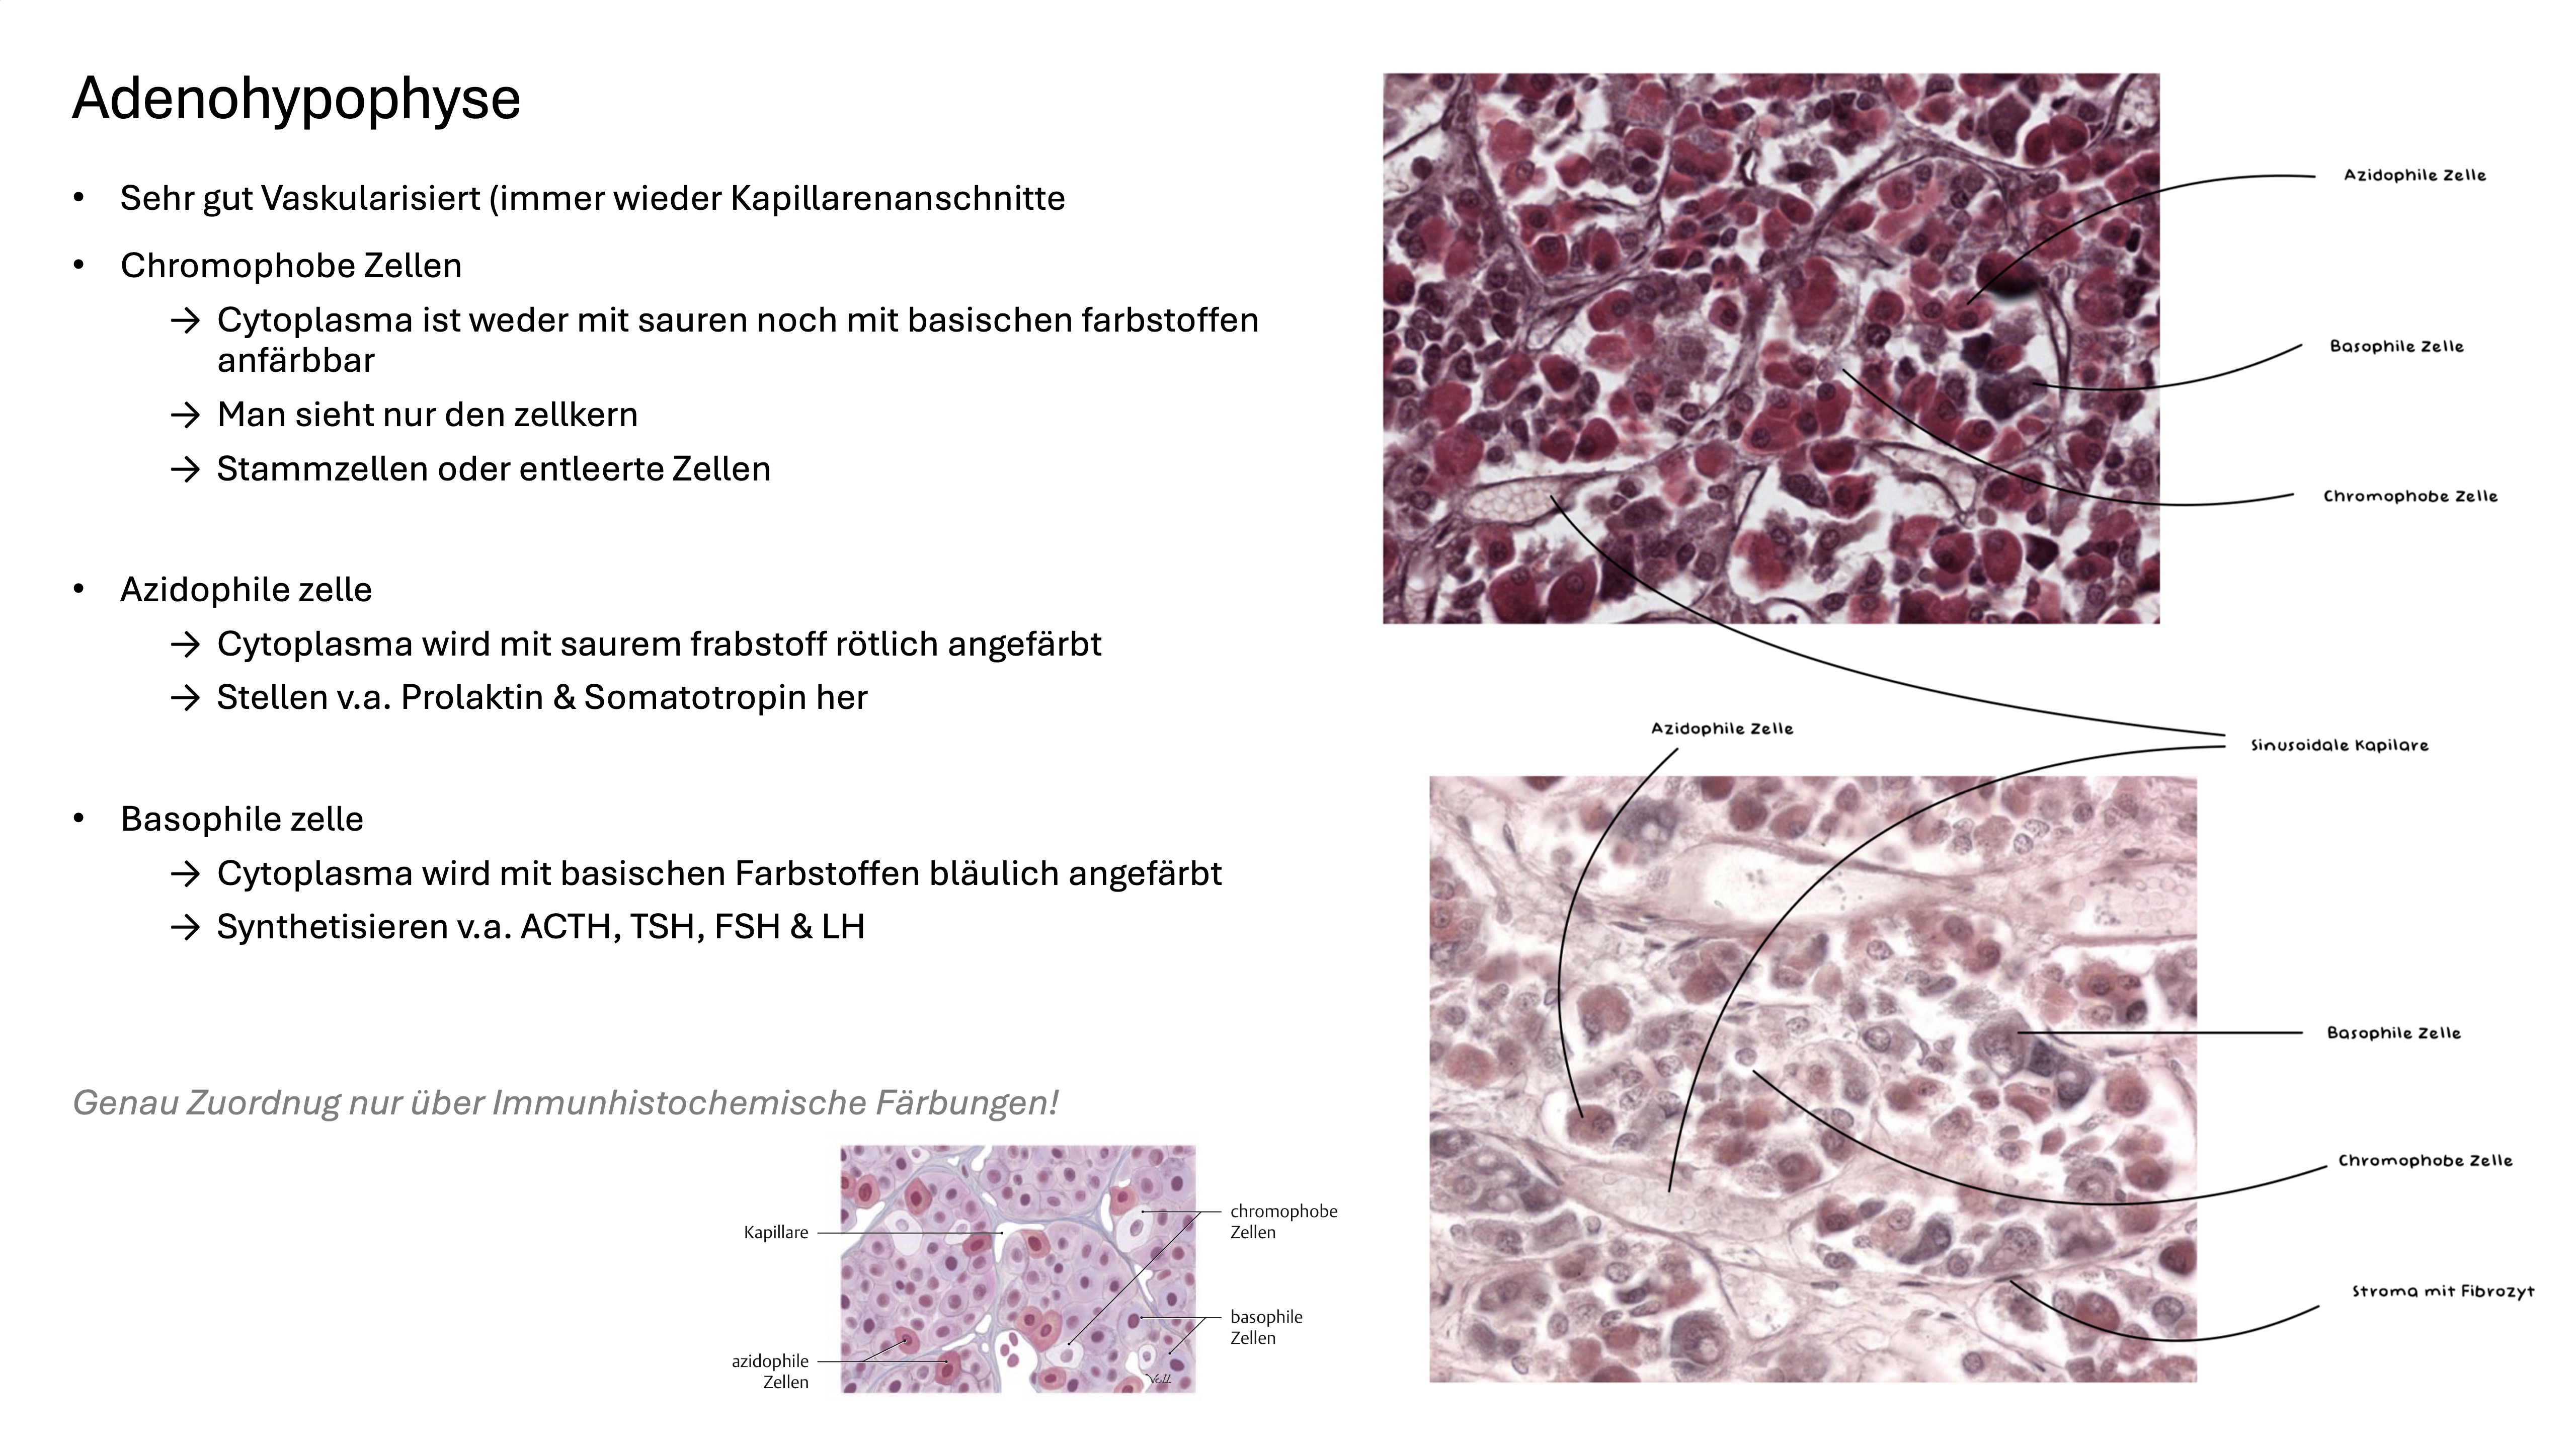 Adenohypophyse
• Sehr gut Vaskularisiert (immer wieder Kapillarenanschnitte
• Chromophobe Zellen
→ Cytoplasma ist weder mit sauren noch mit basischen farbstoffen
anfärbbar
→ Man sieht nur den zellkern
→ Stammzellen oder entleerte Zellen
• Azidophile zelle
→ Cytoplasma wird mit saurem frabstoff rötlich angefärbt
→ Stellen v.a. Prolaktin & Somatotropin her
• Basophile zelle
→ Cytoplasma wird mit basischen Farbstoffen bläulich angefärbt
→ Synthetisieren v.a. ACTH, TSH, FSH & LH
Genau Zuordnug nur über Immunhistochemische Färbungen!
Kapillare
azidophile
Zellen
chromophobe
Zellen
basophile
Zellen
Azidophile Zelle
Basophile Zelle
Chromophobe Zelle
Sinusoidale Kapilare
Azidophile Zelle
Basophile Zelle
Chromophobe Zelle
Stroma mit Fibrozyt